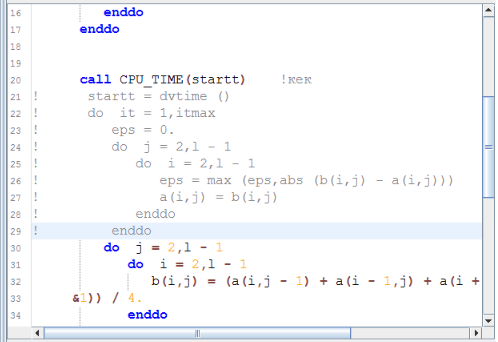 16 enddo
17 enddo
18
19
20 call CPU_TIME(startt) !кек
21 ! startt = dvtime ()
22 ! do it = 1,itmax
23 ! eps = 0.
24 ! do j = 2,l - 1
25 ! do i = 2,l - 1
26 ! eps = max (eps,abs (b(i,j) - a(i,j)))
27 ! a(i,j) = b(i,j)
28 ! enddo
29 ! enddo
30 do j = 2,l - 1
31 do i = 2,l - 1
32 b(i,j) = (a(i,j - 1) + a(i - 1,j) + a(i +
33 &1)) / 4.
34 enddo